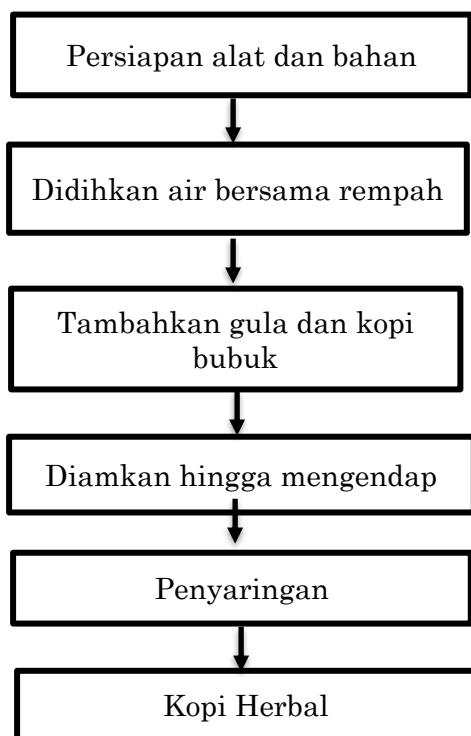 Persiapan alat dan bahan
Didihkan air bersama rempah
Tambahkan gula dan kopi
bubuk
Diamkan hingga mengendap
Penyaringan
Kopi Herbal